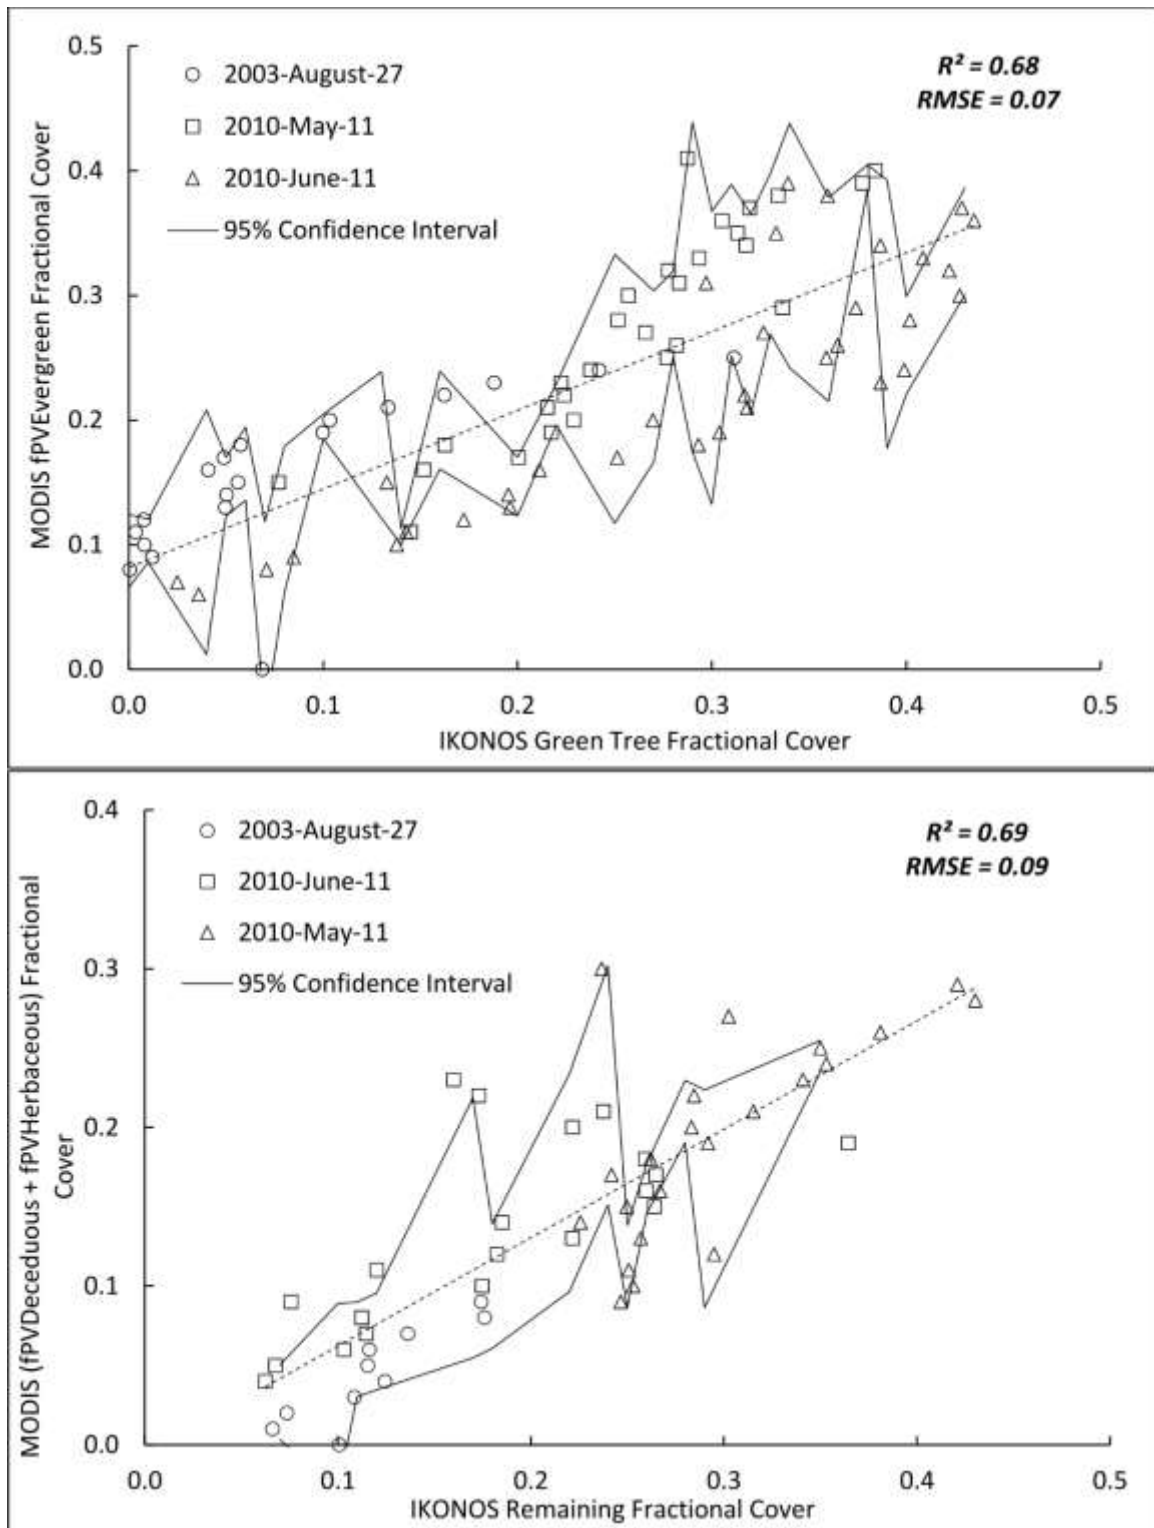 0.5
0.4
0.3
0.2
0.1
0.0
MODIS fPVEvergreen Fractional Cover
2003-August-27
2010-May-11
2010-June-11
95% Confidence Interval
R² = 0.68
RMSE = 0.07
0.0 0.1 0.2 0.3 0.4 0.5
IKONOS Green Tree Fractional Cover
0.4
0.3
0.2
0.1
0.0
MODIS (fPVDeceduous + fPVHerbaceous) Fractional
Cover
2003-August-27
2010-June-11
2010-May-11
95% Confidence Interval
R² = 0.69
RMSE = 0.09
0.0 0.1 0.2 0.3 0.4 0.5
IKONOS Remaining Fractional Cover